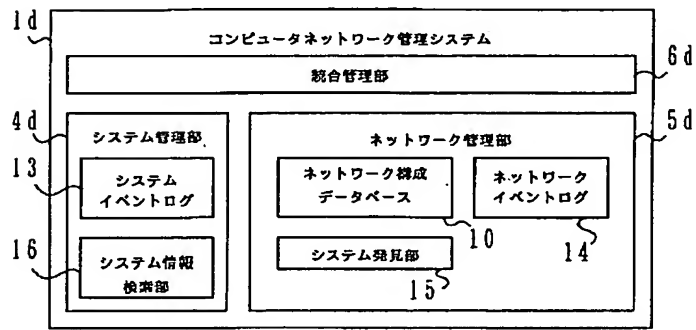 1d
コンピュータネットワーク管理システム
統合管理部
6d
4d
システム管理部
13
システム
イベントログ
16
システム情報
検索部
5d
ネットワーク管理部
ネットワーク構成
データベース
10
ネットワーク
イベントログ
14
システム発見部
15